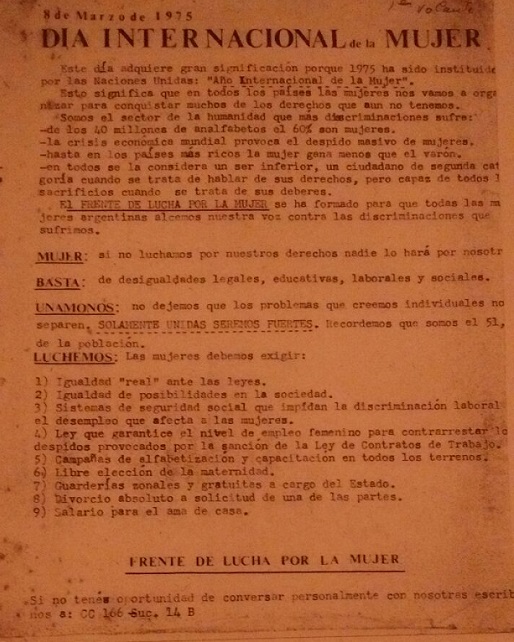 1er volante
8 de Marzo de 1975
DIA INTERNACIONAL de la MUJER
Este día adquiere gran significación porque 1975 ha sido instituido
por las Naciones Unidas: "Año Internacional de la Mujer".
Esto significa que en todos los países las mujeres nos vamos a orga
nizar para conquistar muchos de los derechos que aun no tenemos.
Somos el sector de la humanidad que más discriminaciones sufre:
-de los 40 millones de analfabetos el 60% son mujeres.
-la crisis económica mundial provoca el despido masivo de mujeres.
-hasta en los países más ricos la mujer gana menos que el varón.
-en todos se la considera un ser inferior, un ciudadano de segunda cat
goría cuando se trata de hablar de sus derechos, pero capaz de todos l
sacrificios cuando se trata de sus deberes.
El FRENTE DE LUCHA POR LA MUJER se ha formado para que todas las mu
jeres argentinas alcemos nuestra voz contra las discriminaciones que
sufrimos.
MUJER: si no luchamos por nuestros derechos nadie lo hará por nosotr
BASTA: de desigualdades legales, educativas, laborales y sociales.
UNAMONOS: no dejemos que los problemas que creemos individuales no
separen. SOLAMENTE UNIDAS SEREMOS FUERTES. Recordemos que somos el 51,
de la población.
LUCHEMOS: Las mujeres debemos exigir:
1) Igualdad "real" ante las leyes.
2) Igualdad de posibilidades en la sociedad.
3) Sistemas de seguridad social que impidan la discriminación laboral
el desempleo que afecta a las mujeres.
4) Ley que garantice el nivel de empleo femenino para contrarrestar lo
despidos provocados por la sanción de la Ley de Contratos de Trabajo.
5) Campañas de alfabetización y capacitación en todos los terrenos.
6) Libre elección de la maternidad.
7) Guarderías zonales y gratuitas a cargo del Estado.
8) Divorcio absoluto a solicitud de una de las partes.
9) Salario para el ama de casa.
FRENTE DE LUCHA POR LA MUJER
Si no tenés oportunidad de conversar personalmente con nosotras escrib
nos a: CC 166 Suc. 14 B